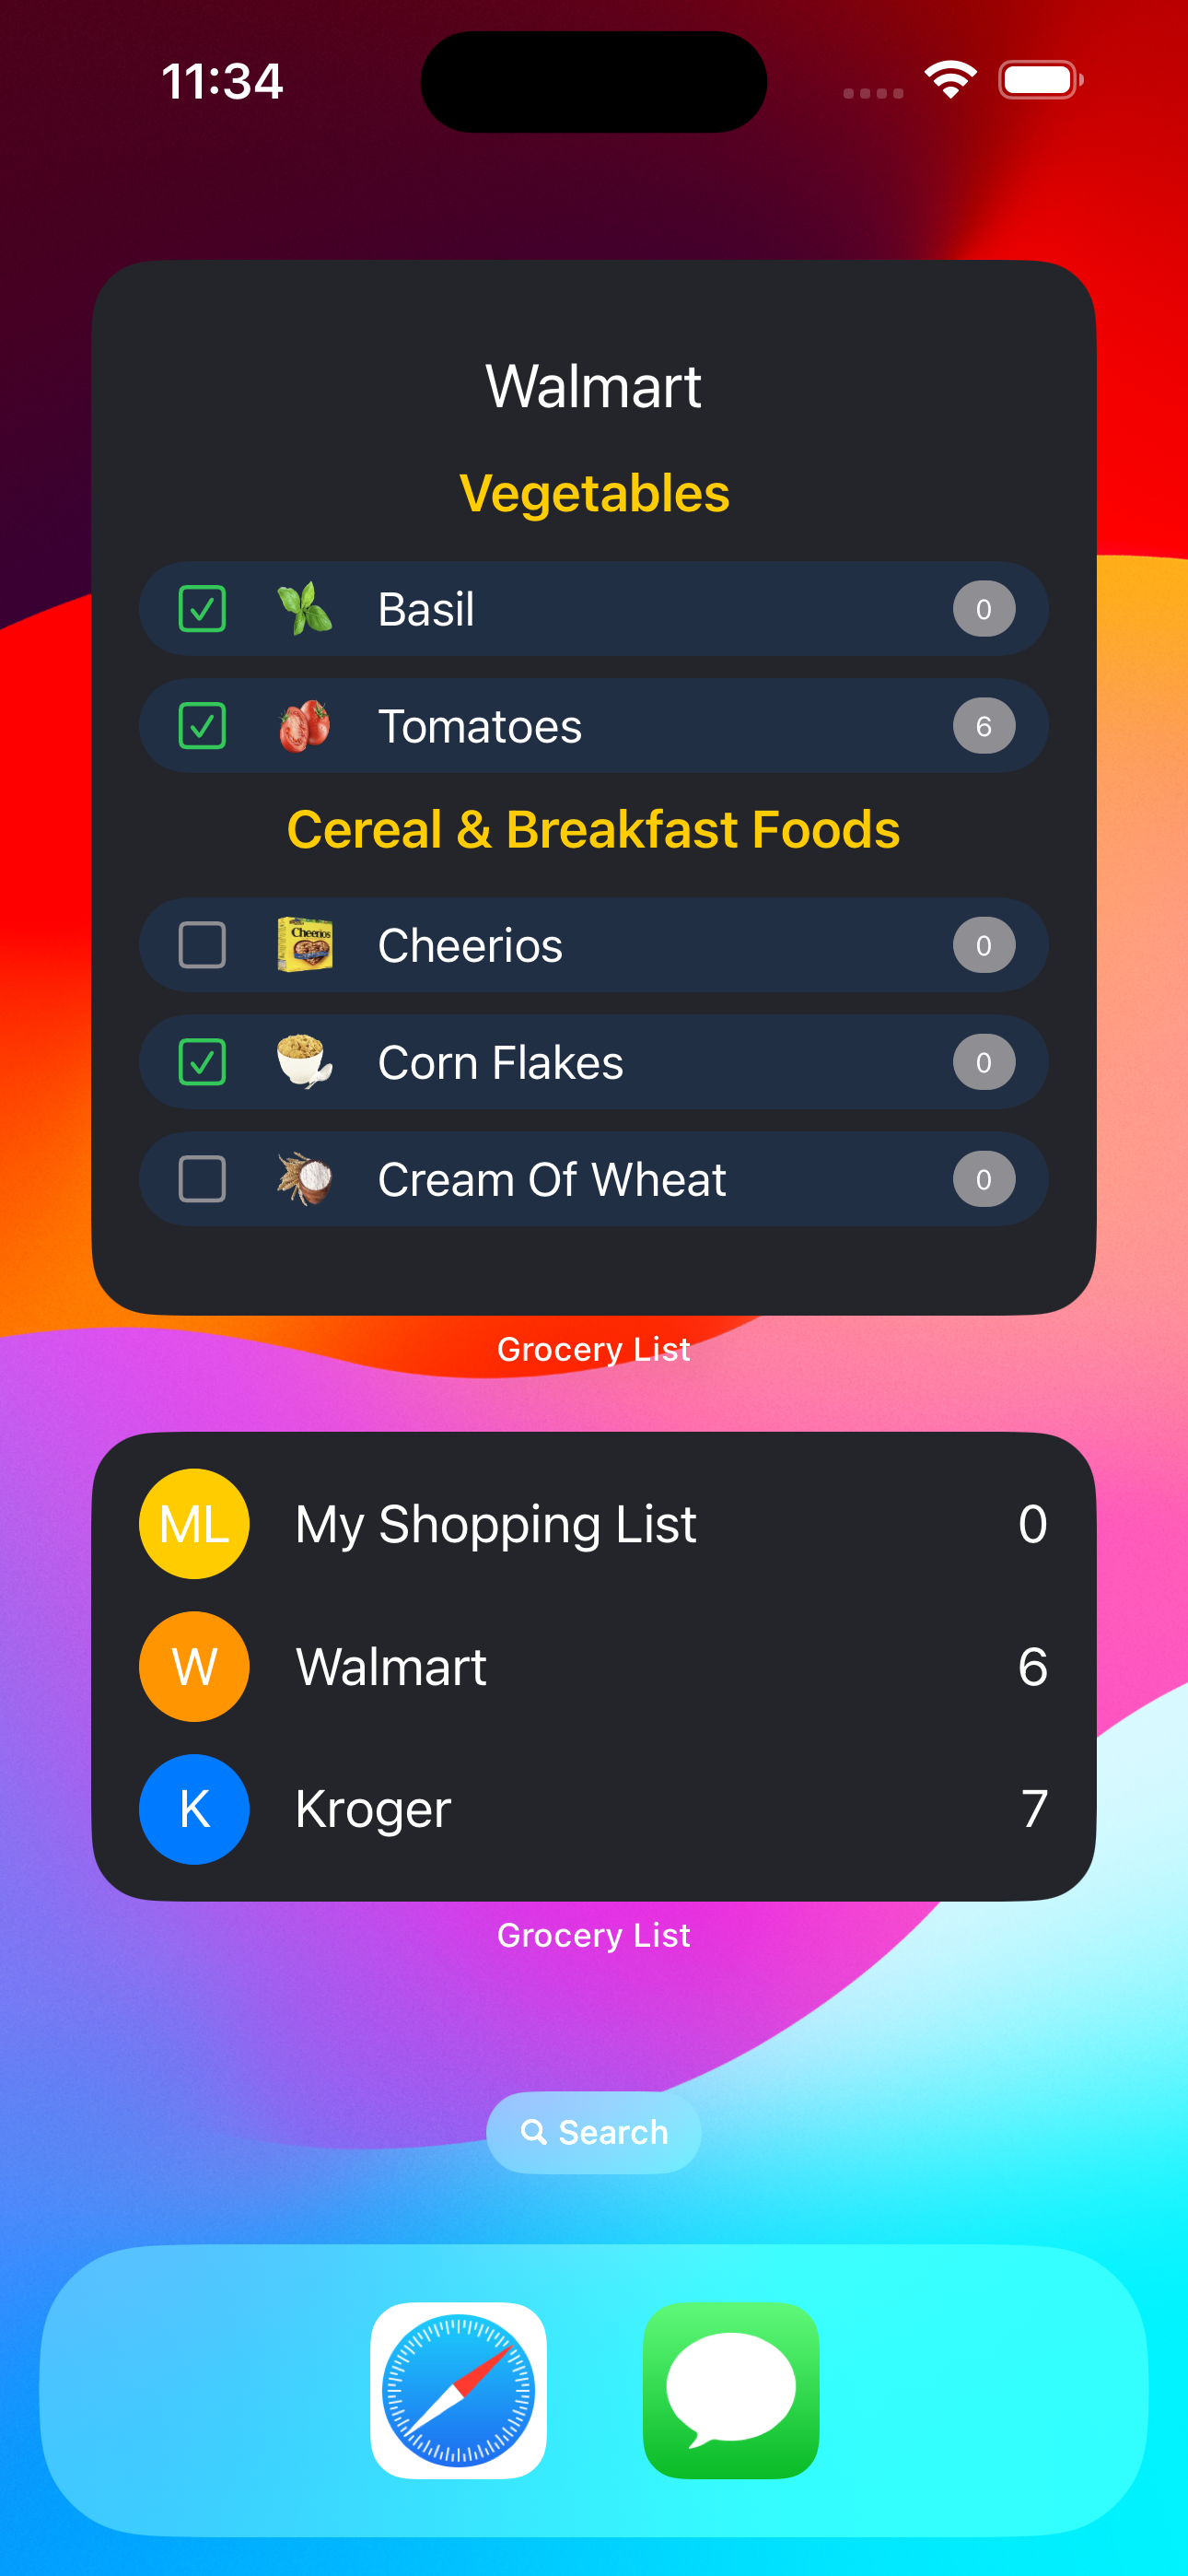 11:34
Walmart
Vegetables
Basil 0
Tomatoes 6
Cereal & Breakfast Foods
Cheerios
Cheerios 0
Corn Flakes 0
Cream Of Wheat 0
Grocery List
ML My Shopping List 0
W Walmart 6
K Kroger 7
Grocery List
Search